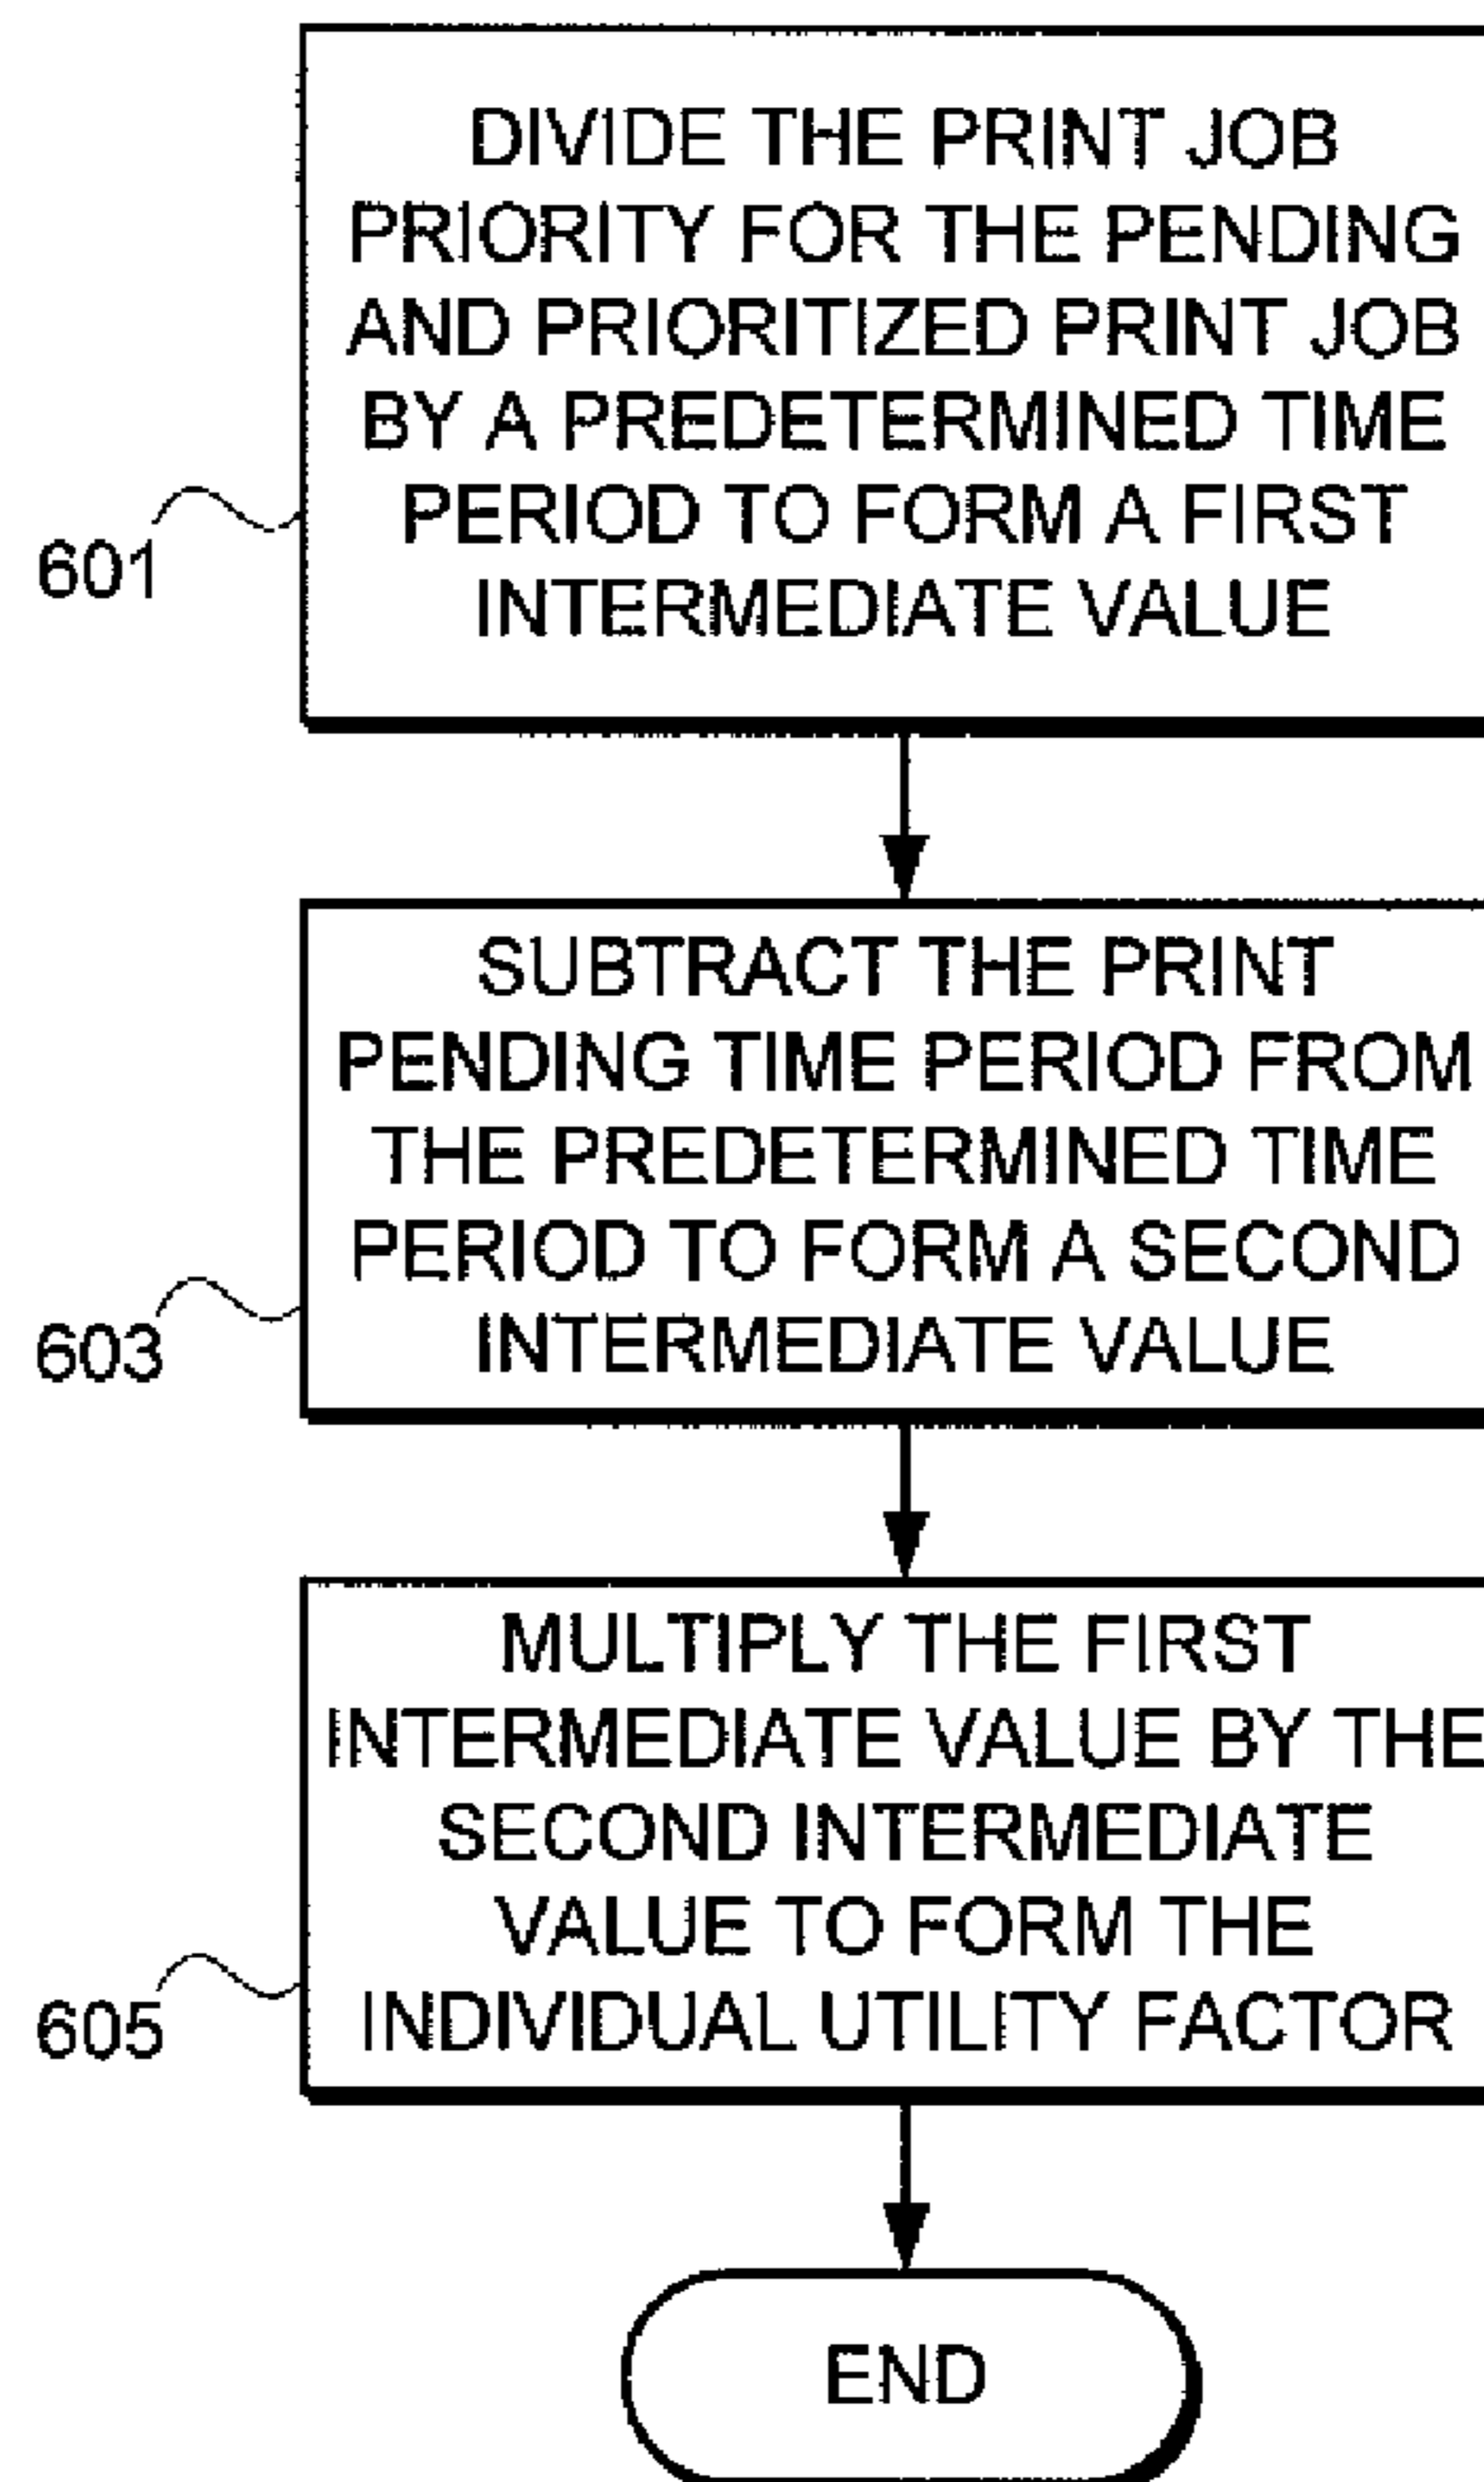 DIVIDE THE PRINT JOB
PRIORITY FOR THE PENDING
AND PRIORITIZED PRINT JOB
BY A PREDETERMINED TIME
PERIOD TO FORM A FIRST
INTERMEDIATE VALUE
601
SUBTRACT THE PRINT
PENDING TIME PERIOD FROM
THE PREDETERMINED TIME
PERIOD TO FORM A SECOND
INTERMEDIATE VALUE
603
MULTIPLY THE FIRST
INTERMEDIATE VALUE BY THE
SECOND INTERMEDIATE
VALUE TO FORM THE
INDIVIDUAL UTILITY FACTOR
605
END